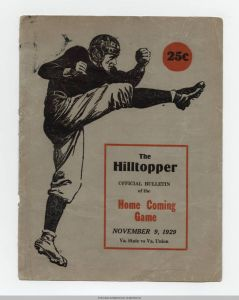 25c
The
Hilltopper
OFFICIAL BULLETIN
of the
Home Coming
Game
NOVEMBER 9, 1929
Va. State vs Va. Union